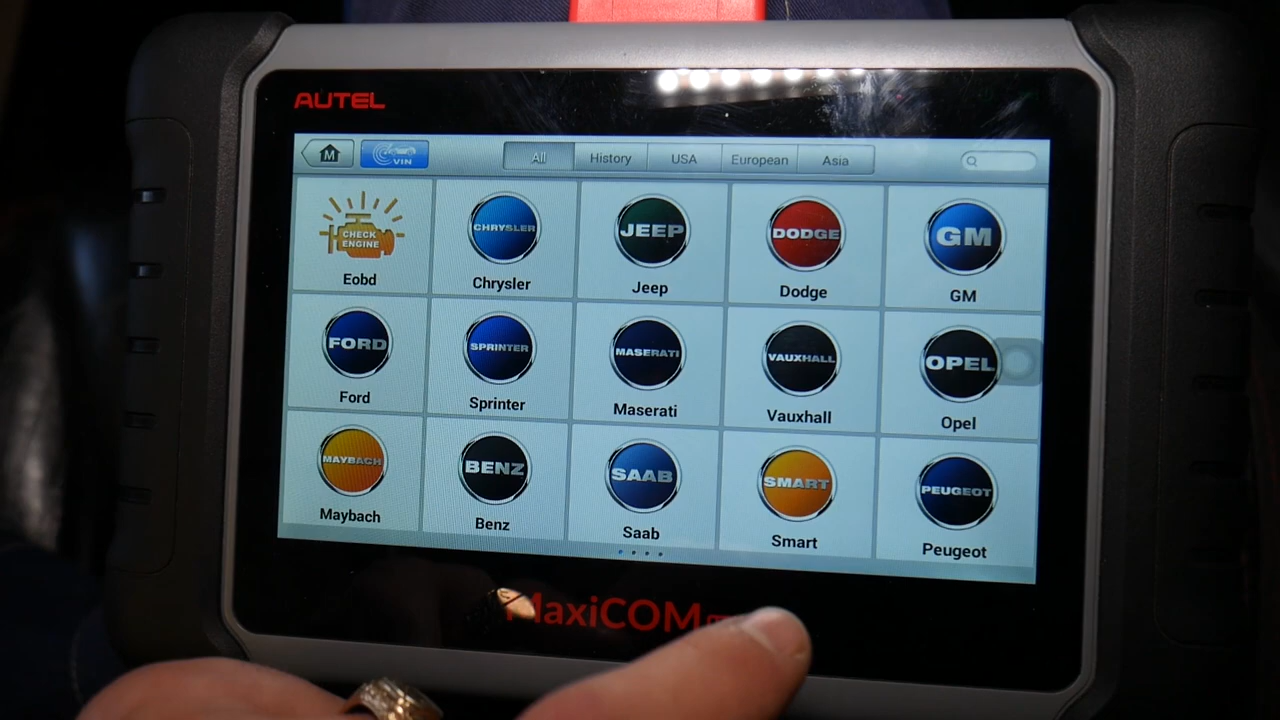 AUTEL
M
VIN
All
History
USA
European
Asia
CHECK
ENGINE
Eobd
CHRYSLER
Chrysler
JEEP
Jeep
DODGE
Dodge
GM
GM
FORD
Ford
SPRINTER
Sprinter
MASERATI
Maserati
VAUXHALL
Vauxhall
OPEL
Opel
MAYBACH
Maybach
BENZ
Benz
SAAB
Saab
SMART
Smart
PEUGEOT
Peugeot
MaxiCOM